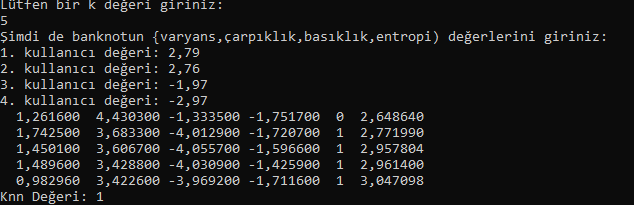 Lütfen bir k değeri giriniz:
5
Şimdi de banknotun {varyans,çarpıklık,basıklık,entropi) değerlerini giriniz:
1. kullanıcı değeri: 2,79
2. kullanıcı değeri: 2,76
3. kullanıcı değeri: -1,97
4. kullanıcı değeri: -2,97
1,261600 4,430300 -1,333500 -1,751700 0 2,648640
1,742500 3,683300 -4,012900 -1,720700 1 2,771990
1,450100 3,606700 -4,055700 -1,596600 1 2,957804
1,489600 3,428800 -4,030900 -1,425900 1 2,961400
0,982960 3,422600 -3,969200 -1,711600 1 3,047098
Knn Değeri: 1